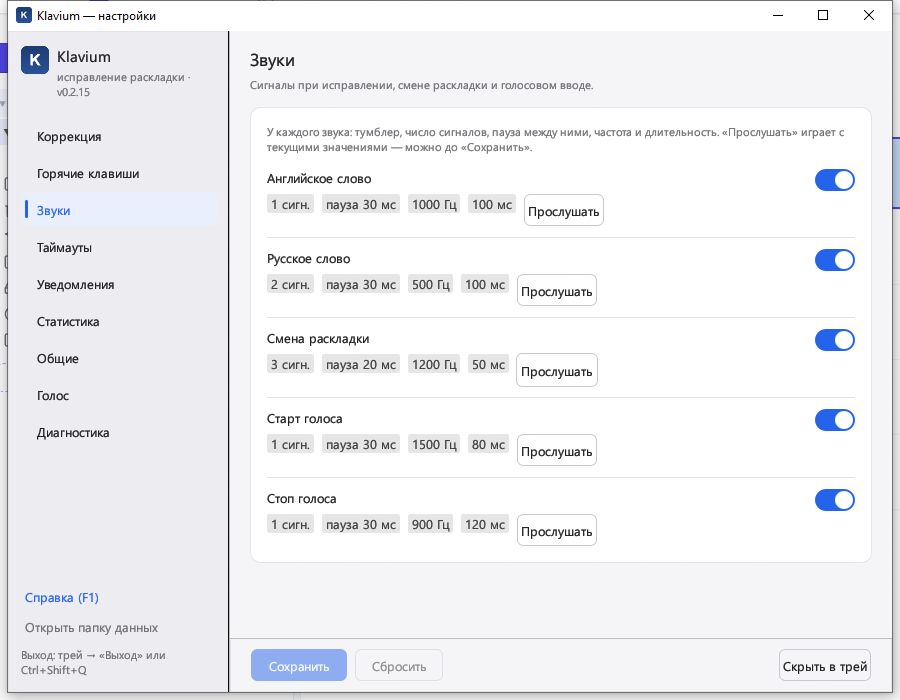 K Klavium — настройки
K
Klavium
исправление раскладки ·
v0.2.15
Коррекция
Горячие клавиши
Звуки
Таймауты
Уведомления
Статистика
Общие
Голос
Диагностика
Справка (F1)
Открыть папку данных
Выход: трей → «Выход» или
Ctrl+Shift+Q
Звуки
Сигналы при исправлении, смене раскладки и голосовом вводе.
У каждого звука: тумблер, число сигналов, пауза между ними, частота и длительность. «Прослушать» играет с
текущими значениями — можно до «Сохранить».
Английское слово
1 сигн. пауза 30 мс 1000 Гц 100 мс Прослушать
Русское слово
2 сигн. пауза 30 мс 500 Гц 100 мс Прослушать
Смена раскладки
3 сигн. пауза 20 мс 1200 Гц 50 мс Прослушать
Старт голоса
1 сигн. пауза 30 мс 1500 Гц 80 мс Прослушать
Стоп голоса
1 сигн. пауза 30 мс 900 Гц 120 мс Прослушать
Сохранить Сбросить Скрыть в трей